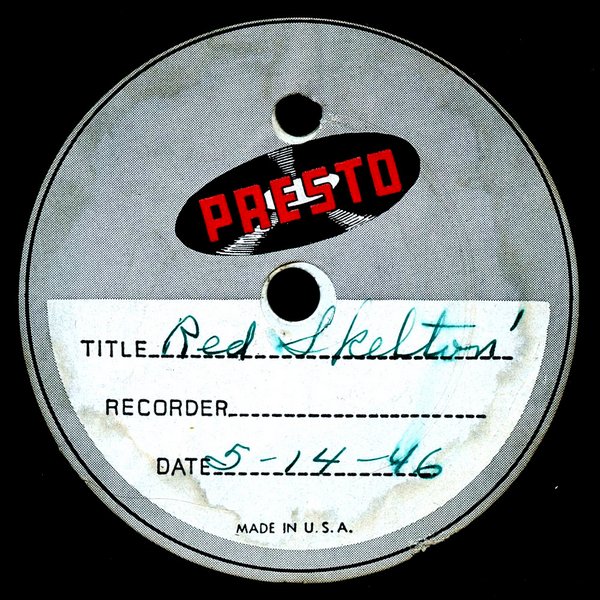 PRESTO
TITLE Red Skelton'
RECORDER
DATE 5-14-46
MADE IN U.S.A.